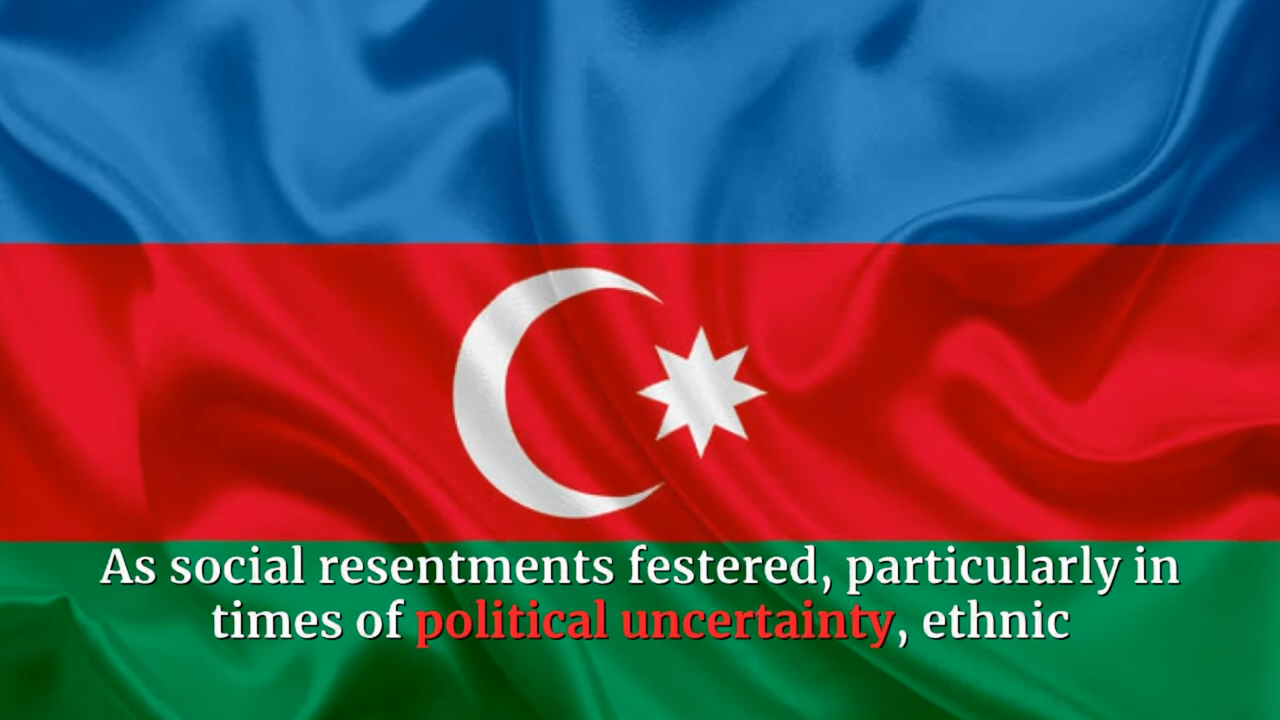 As social resentments festered, particularly in
times of political uncertainty, ethnic